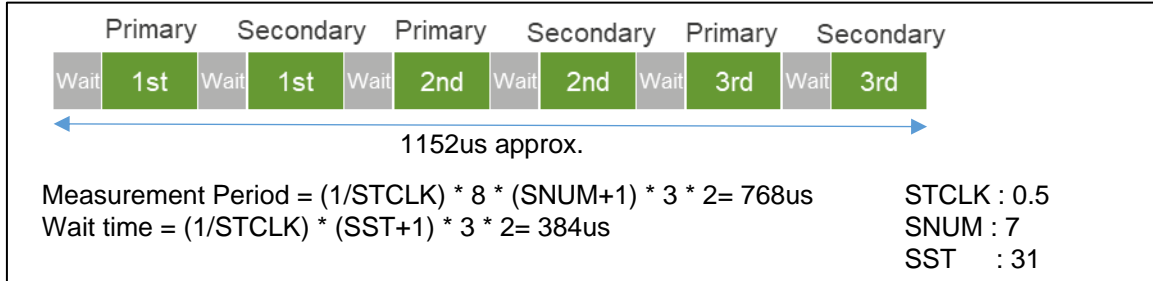 Primary Secondary Primary Secondary Primary Secondary
Wait 1st Wait 1st Wait 2nd Wait 2nd Wait 3rd Wait 3rd
1152us approx.
Measurement Period = (1/STCLK) * 8 * (SNUM+1) * 3 * 2= 768us
Wait time = (1/STCLK) * (SST+1) * 3 * 2= 384us
STCLK : 0.5
SNUM : 7
SST : 31